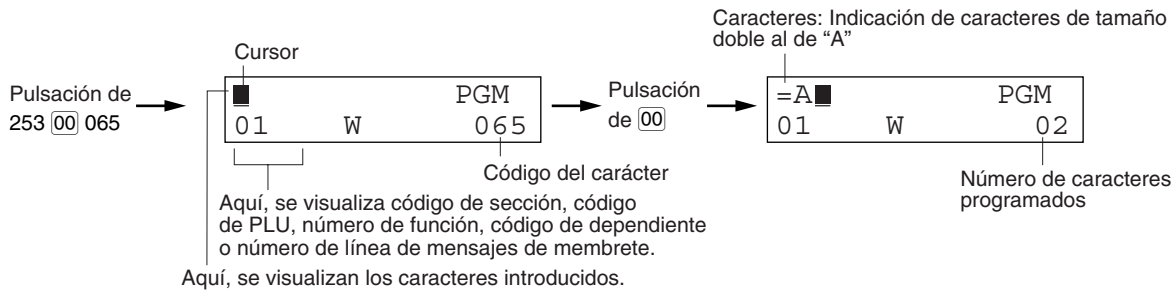 Caracteres: Indicación de caracteres de tamaño
doble al de “A”
Cursor
Pulsación de
253 00 065
PGM
01 W 065
Pulsación
de 00
=A PGM
01 W 02
Código del carácter
Número de caracteres
programados
Aquí, se visualiza código de sección, código
de PLU, número de función, código de dependiente
o número de línea de mensajes de membrete.
Aquí, se visualizan los caracteres introducidos.